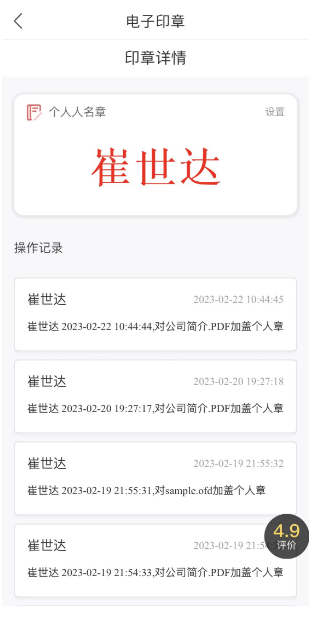 电子印章
印章详情
个人人名章 设置
崔世达
操作记录
崔世达 2023-02-22 10:44:45
崔世达 2023-02-22 10:44:44,对公司简介.PDF加盖个人章
崔世达 2023-02-20 19:27:18
崔世达 2023-02-20 19:27:17,对公司简介.PDF加盖个人章
崔世达 2023-02-19 21:55:32
崔世达 2023-02-19 21:55:31,对sample.ofd加盖个人章
4.9
评价
崔世达 2023-02-19
崔世达 2023-02-19 21:54:33,对公司简介.PDF加盖个人章